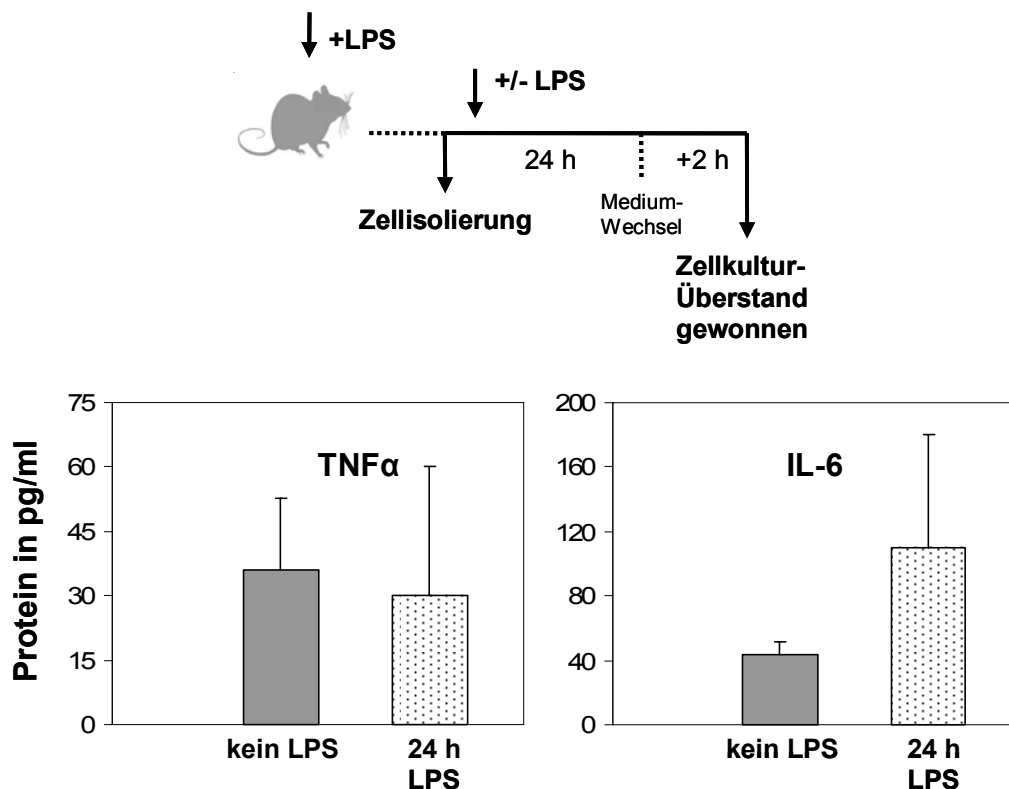 +LPS
+/- LPS
24 h
+2 h
Zellisolierung
Medium-
Wechsel
Zellkultur-
Überstand
gewonnen
Protein in pg/ml
75
60
45
30
15
0
TNFα
kein LPS
24 h
LPS
200
160
120
80
40
0
IL-6
kein LPS
24 h
LPS